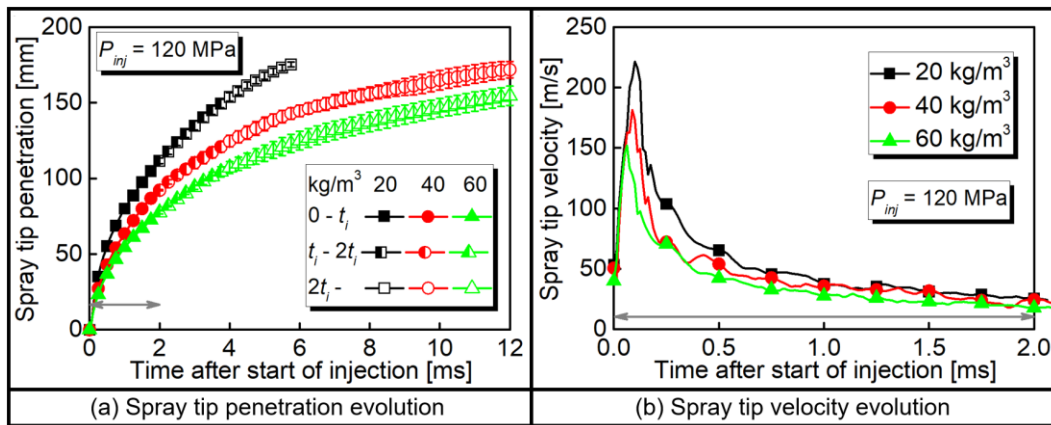 200
150
100
50
0
Spray tip penetration [mm]
P_inj = 120 MPa
kg/m³ 20 40 60
0 - t_i
t_i - 2t_i
2t_i -
0 2 4 6 8 10 12
Time after start of injection [ms]
(a) Spray tip penetration evolution
250
200
150
100
50
0
Spray tip velocity [m/s]
20 kg/m³
40 kg/m³
60 kg/m³
P_inj = 120 MPa
0.0 0.5 1.0 1.5 2.0
Time after start of injection [ms]
(b) Spray tip velocity evolution